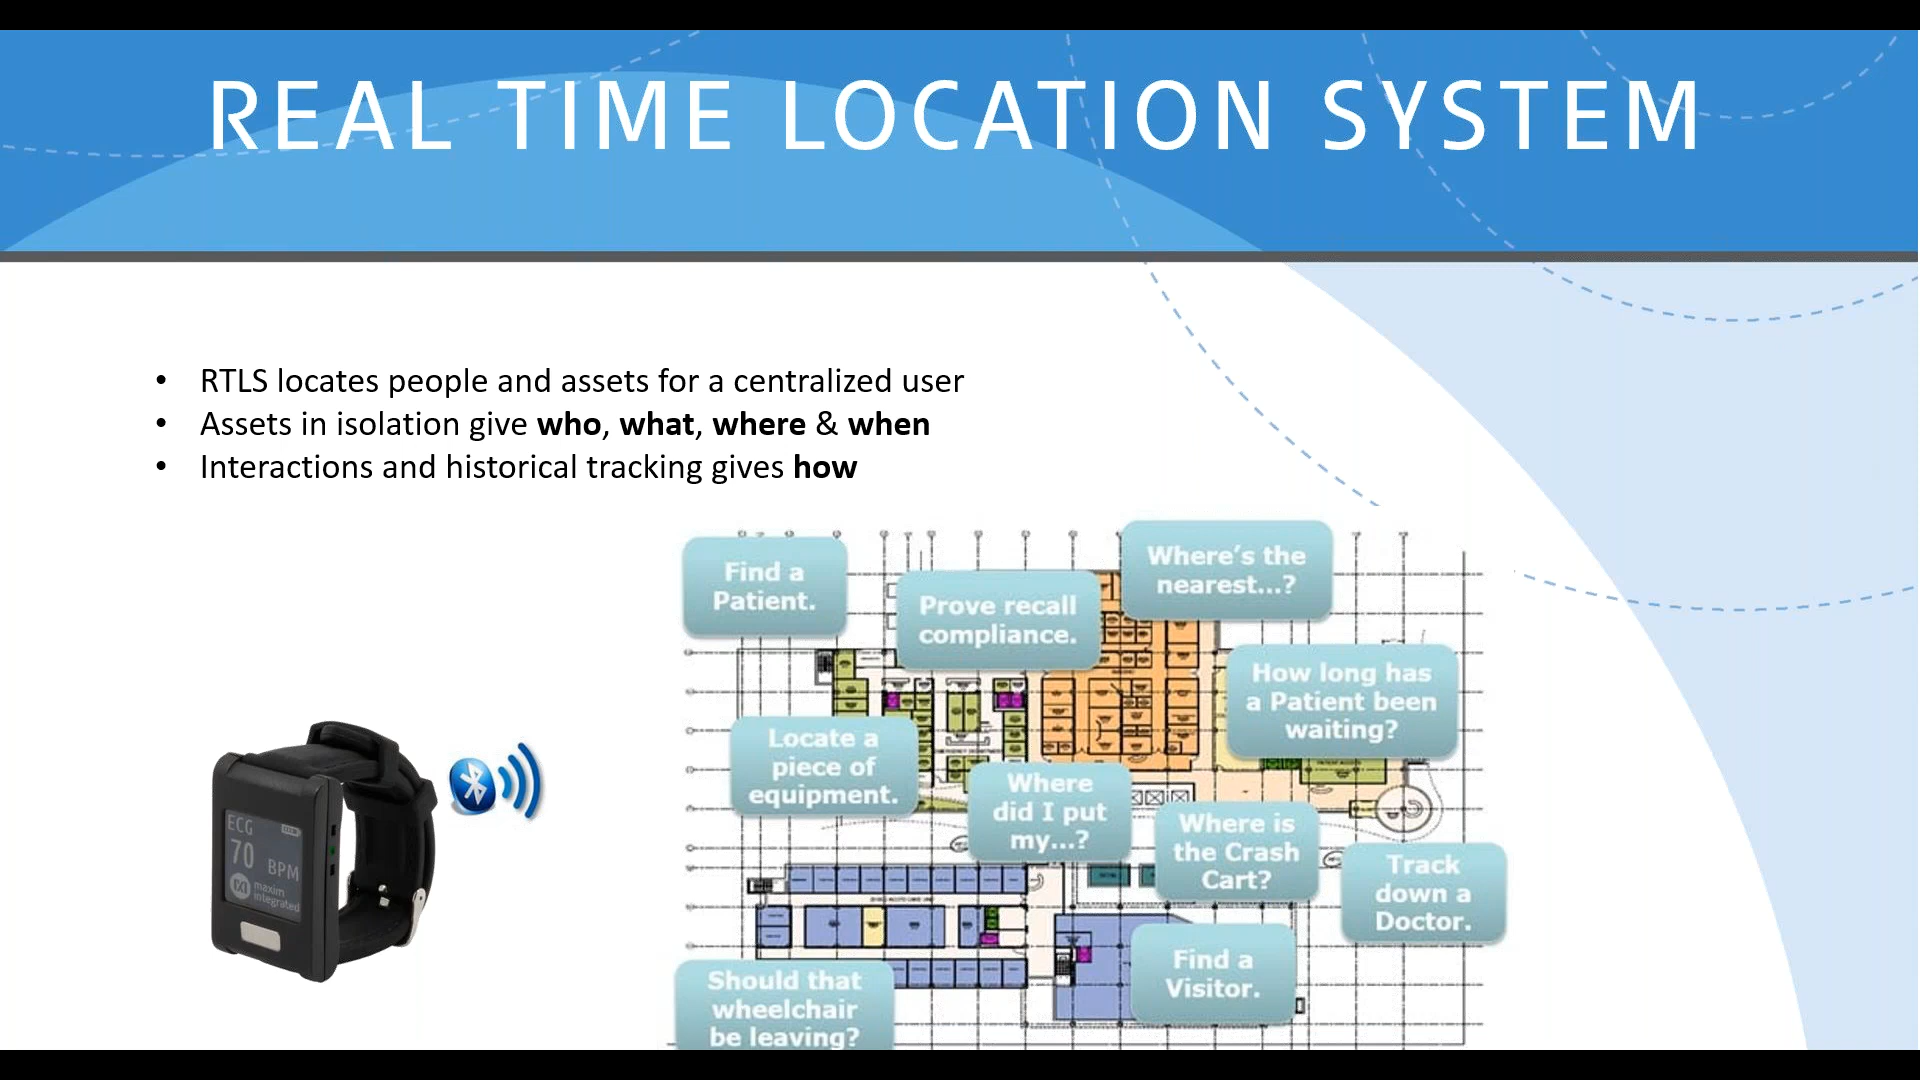 REAL TIME LOCATION SYSTEM
• RTLS locates people and assets for a centralized user
• Assets in isolation give who, what, where & when
• Interactions and historical tracking gives how
ECG
70 BPM
maxim
integrated
Find a
Patient.
Prove recall
compliance.
Where's the
nearest...?
How long has
a Patient been
waiting?
Locate a
piece of
equipment.
Where
did I put
my...?
Where is
the Crash
Cart?
Track
down a
Doctor.
Find a
Visitor.
Should that
wheelchair
be leaving?